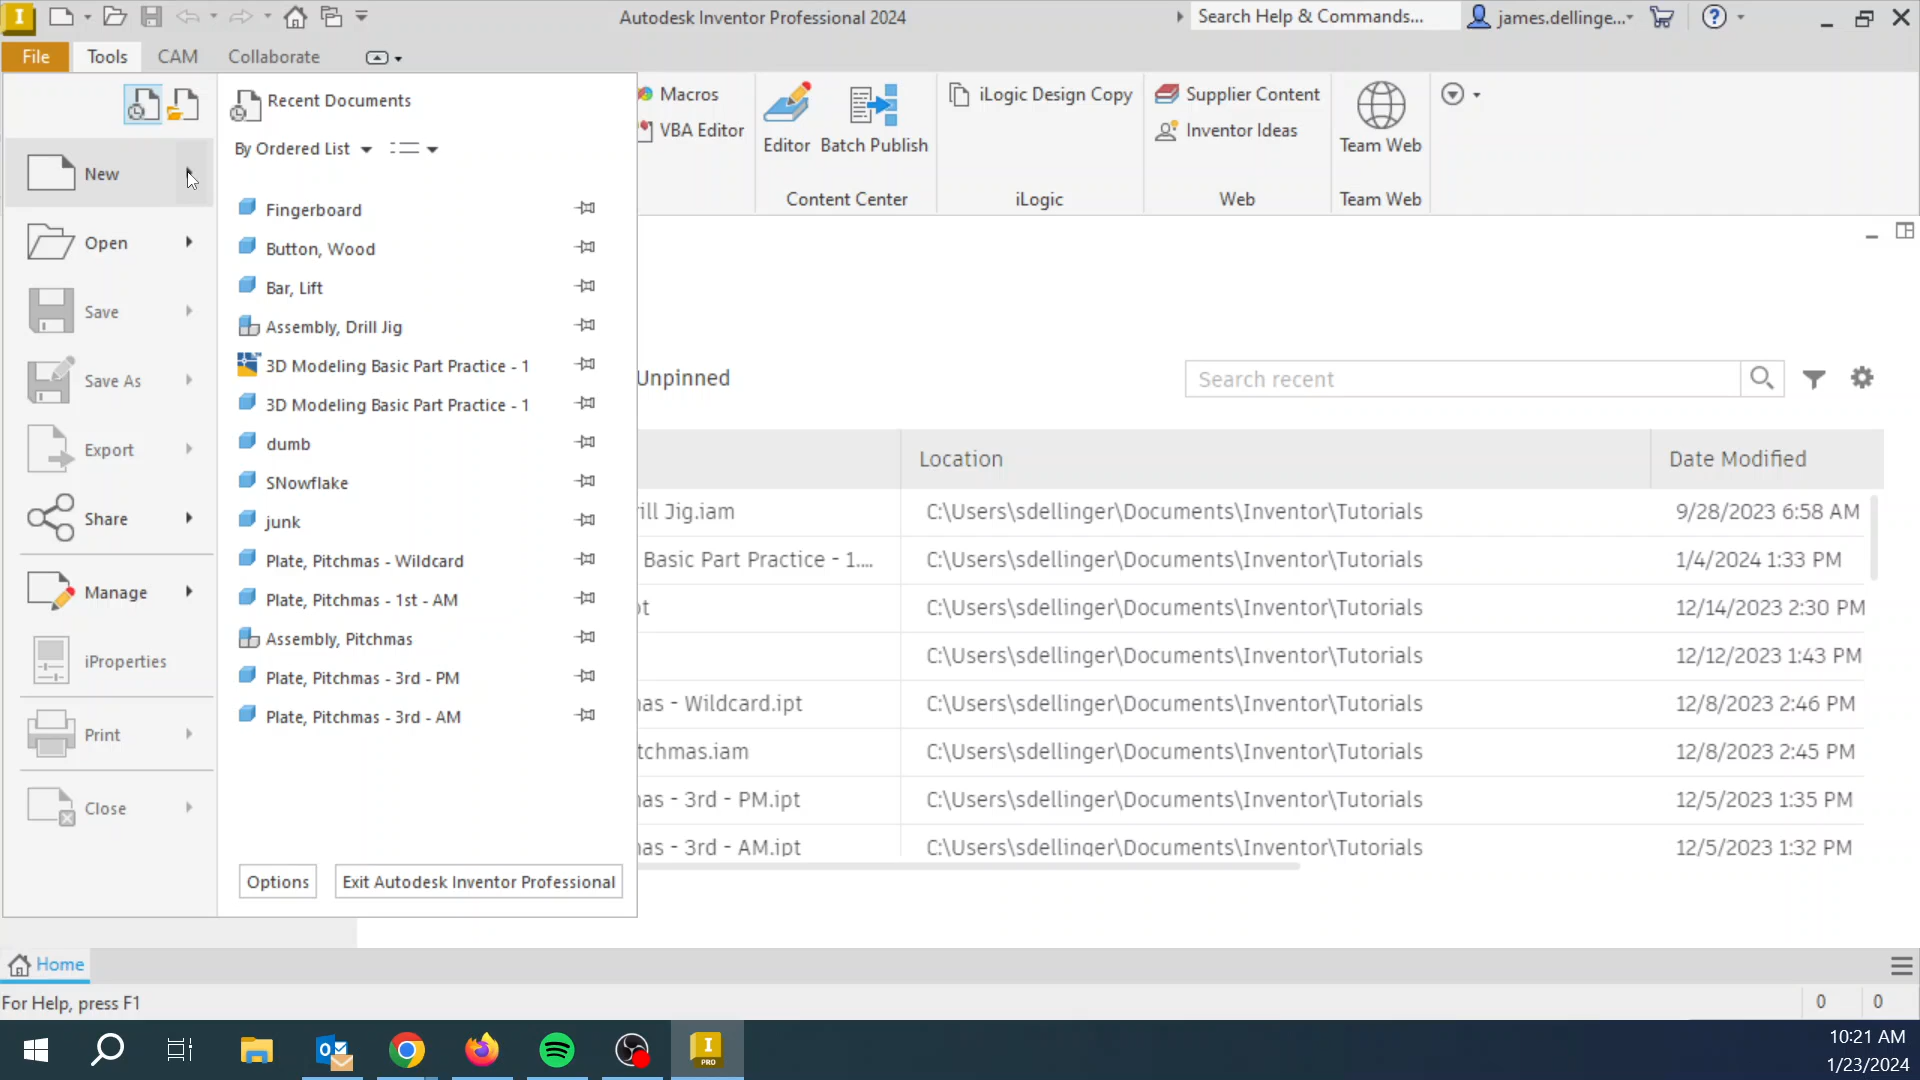 Autodesk Inventor Professional 2024
Search Help & Commands...
james.dellinge...
File
Tools
CAM
Collaborate
Recent Documents
By Ordered List
New
Open
Save
Save As
Export
Share
Manage
iProperties
Print
Close
Fingerboard
Button, Wood
Bar, Lift
Assembly, Drill Jig
3D Modeling Basic Part Practice - 1
3D Modeling Basic Part Practice - 1
dumb
SNowflake
junk
Plate, Pitchmas - Wildcard
Plate, Pitchmas - 1st - AM
Assembly, Pitchmas
Plate, Pitchmas - 3rd - PM
Plate, Pitchmas - 3rd - AM
Options
Exit Autodesk Inventor Professional
Macros
VBA Editor
Editor
Batch Publish
Content Center
iLogic Design Copy
iLogic
Supplier Content
Inventor Ideas
Web
Team Web
Team Web
Unpinned
Search recent
Location
Date Modified
ill Jig.iam
C:\Users\sdellinger\Documents\Inventor\Tutorials
9/28/2023 6:58 AM
Basic Part Practice - 1....
C:\Users\sdellinger\Documents\Inventor\Tutorials
1/4/2024 1:33 PM
C:\Users\sdellinger\Documents\Inventor\Tutorials
12/14/2023 2:30 PM
C:\Users\sdellinger\Documents\Inventor\Tutorials
12/12/2023 1:43 PM
as - Wildcard.ipt
C:\Users\sdellinger\Documents\Inventor\Tutorials
12/8/2023 2:46 PM
tchmas.iam
C:\Users\sdellinger\Documents\Inventor\Tutorials
12/8/2023 2:45 PM
as - 3rd - PM.ipt
C:\Users\sdellinger\Documents\Inventor\Tutorials
12/5/2023 1:35 PM
as - 3rd - AM.ipt
C:\Users\sdellinger\Documents\Inventor\Tutorials
12/5/2023 1:32 PM
Home
For Help, press F1
0
0
PRO
10:21 AM
1/23/2024